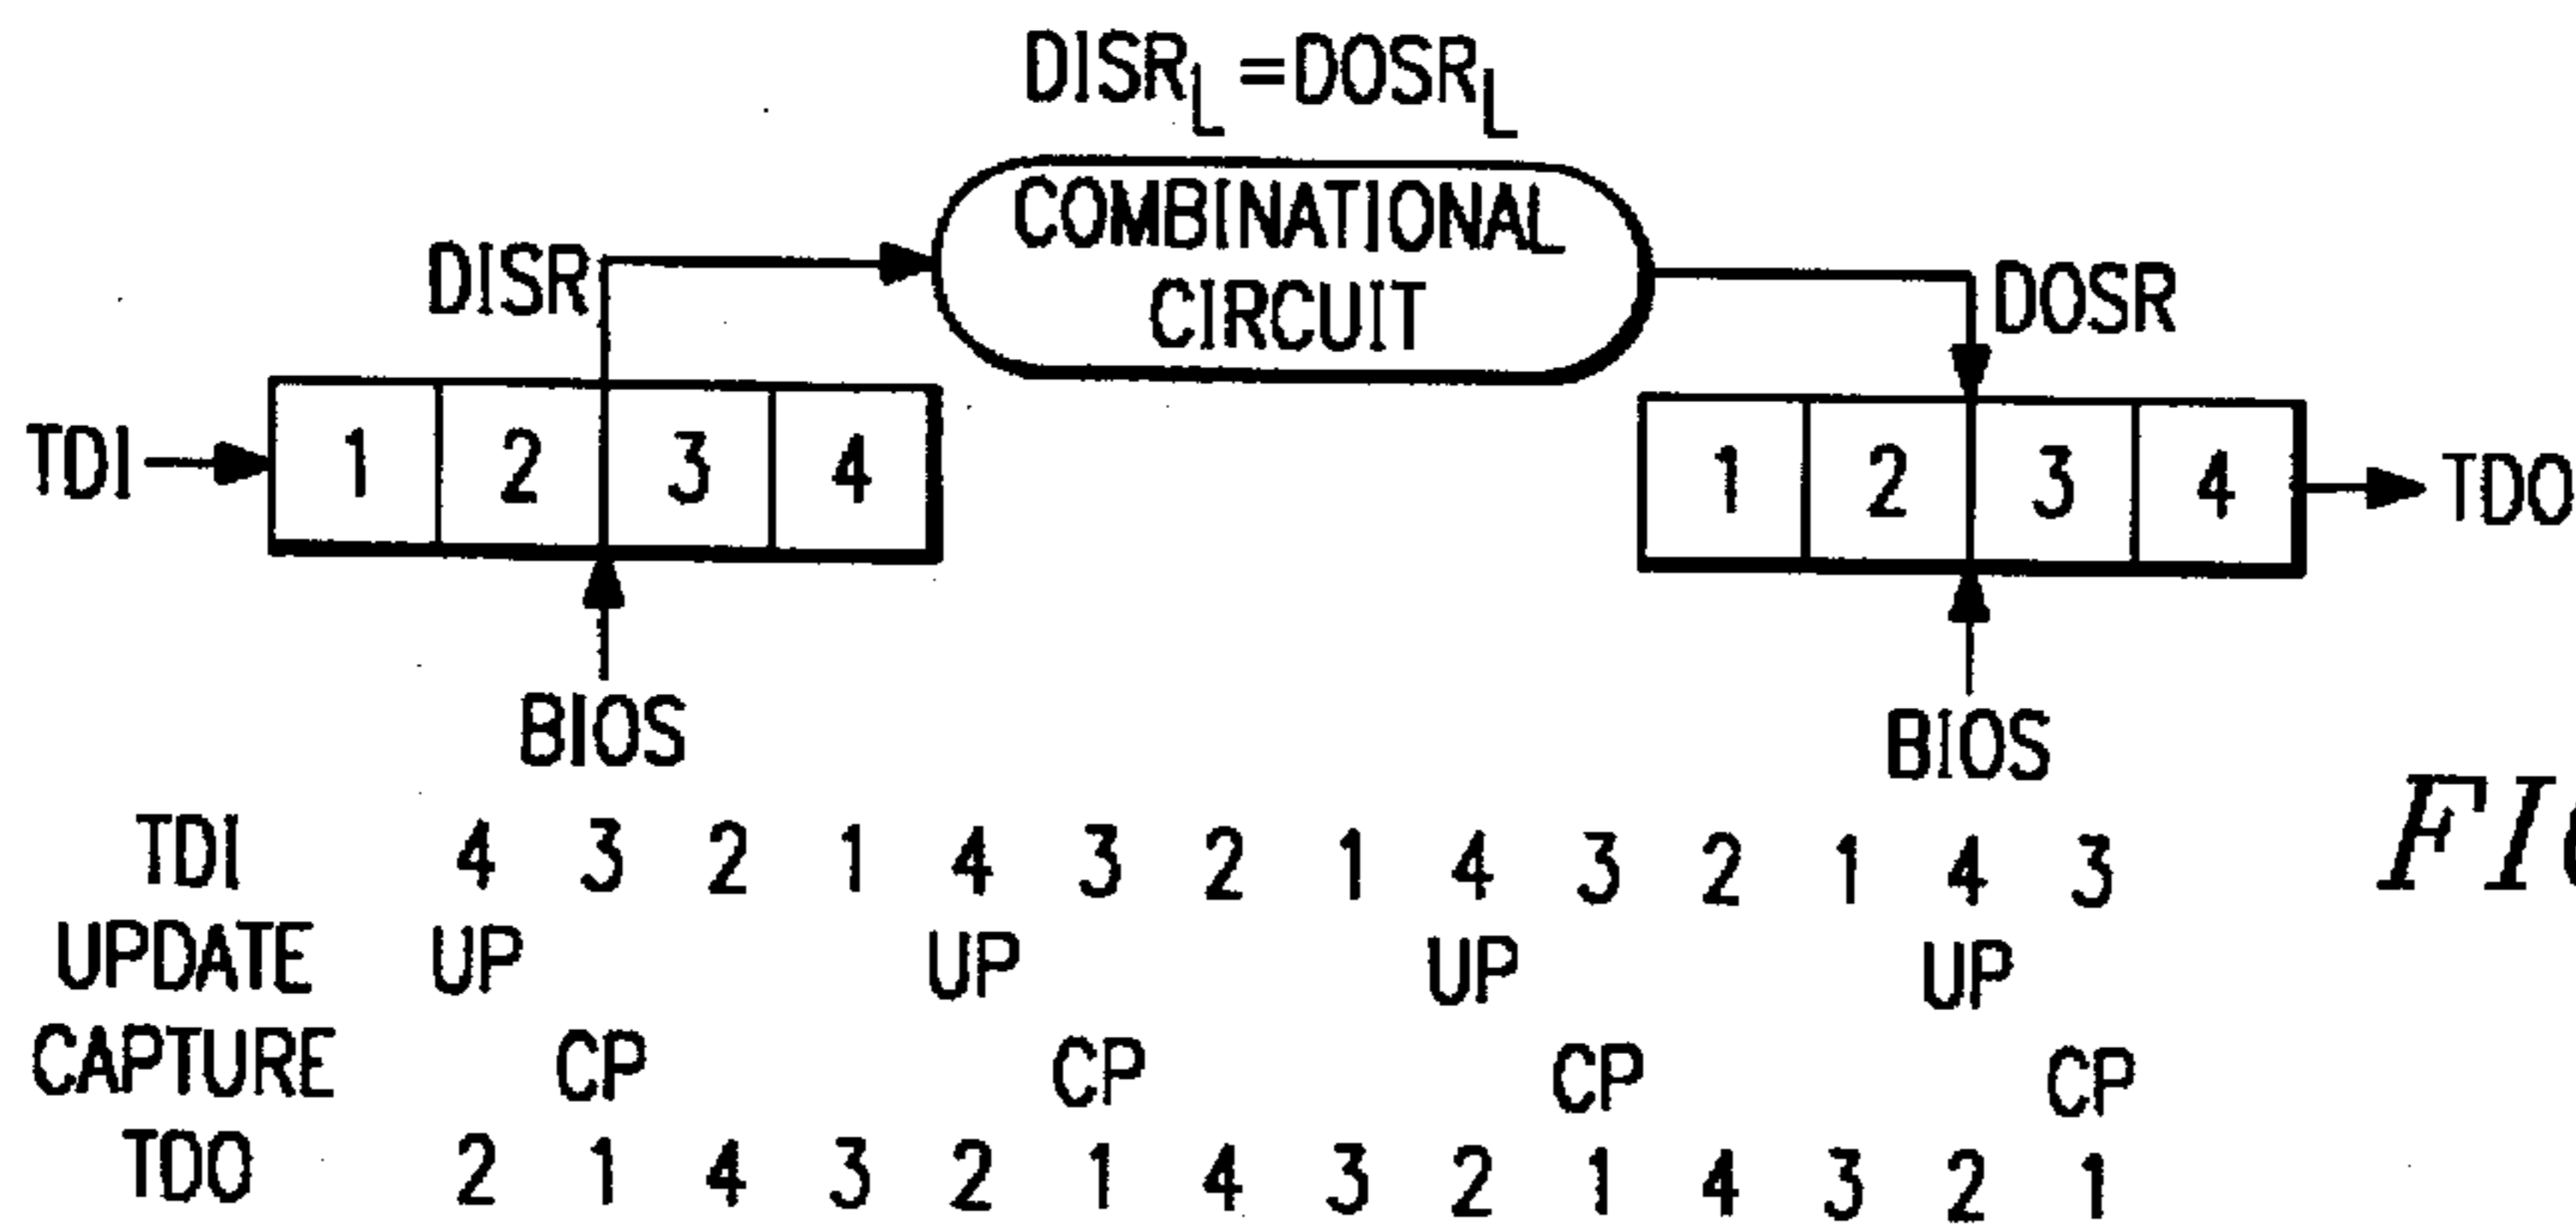 DISRL=DOSRL
COMBINATIONAL
CIRCUIT
DISR
DOSR
TDI
1 2 3 4
1 2 3 4
TDO
BIOS
BIOS
TDI 4 3 2 1 4 3 2 1 4 3 2 1 4 3
UPDATE UP UP UP UP
CAPTURE CP CP CP CP
TDO 2 1 4 3 2 1 4 3 2 1 4 3 2 1